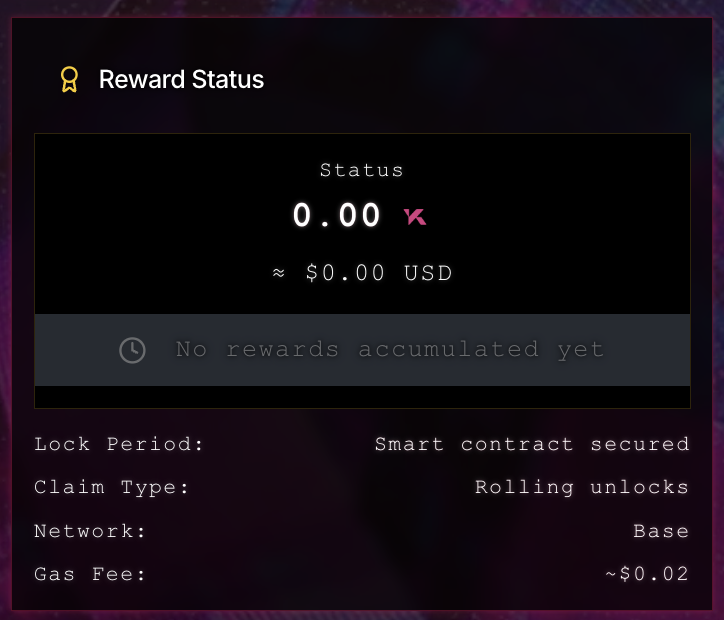 Reward Status
Status
0.00
≈ $0.00 USD
No rewards accumulated yet
Lock Period: Smart contract secured
Claim Type: Rolling unlocks
Network: Base
Gas Fee: ~$0.02